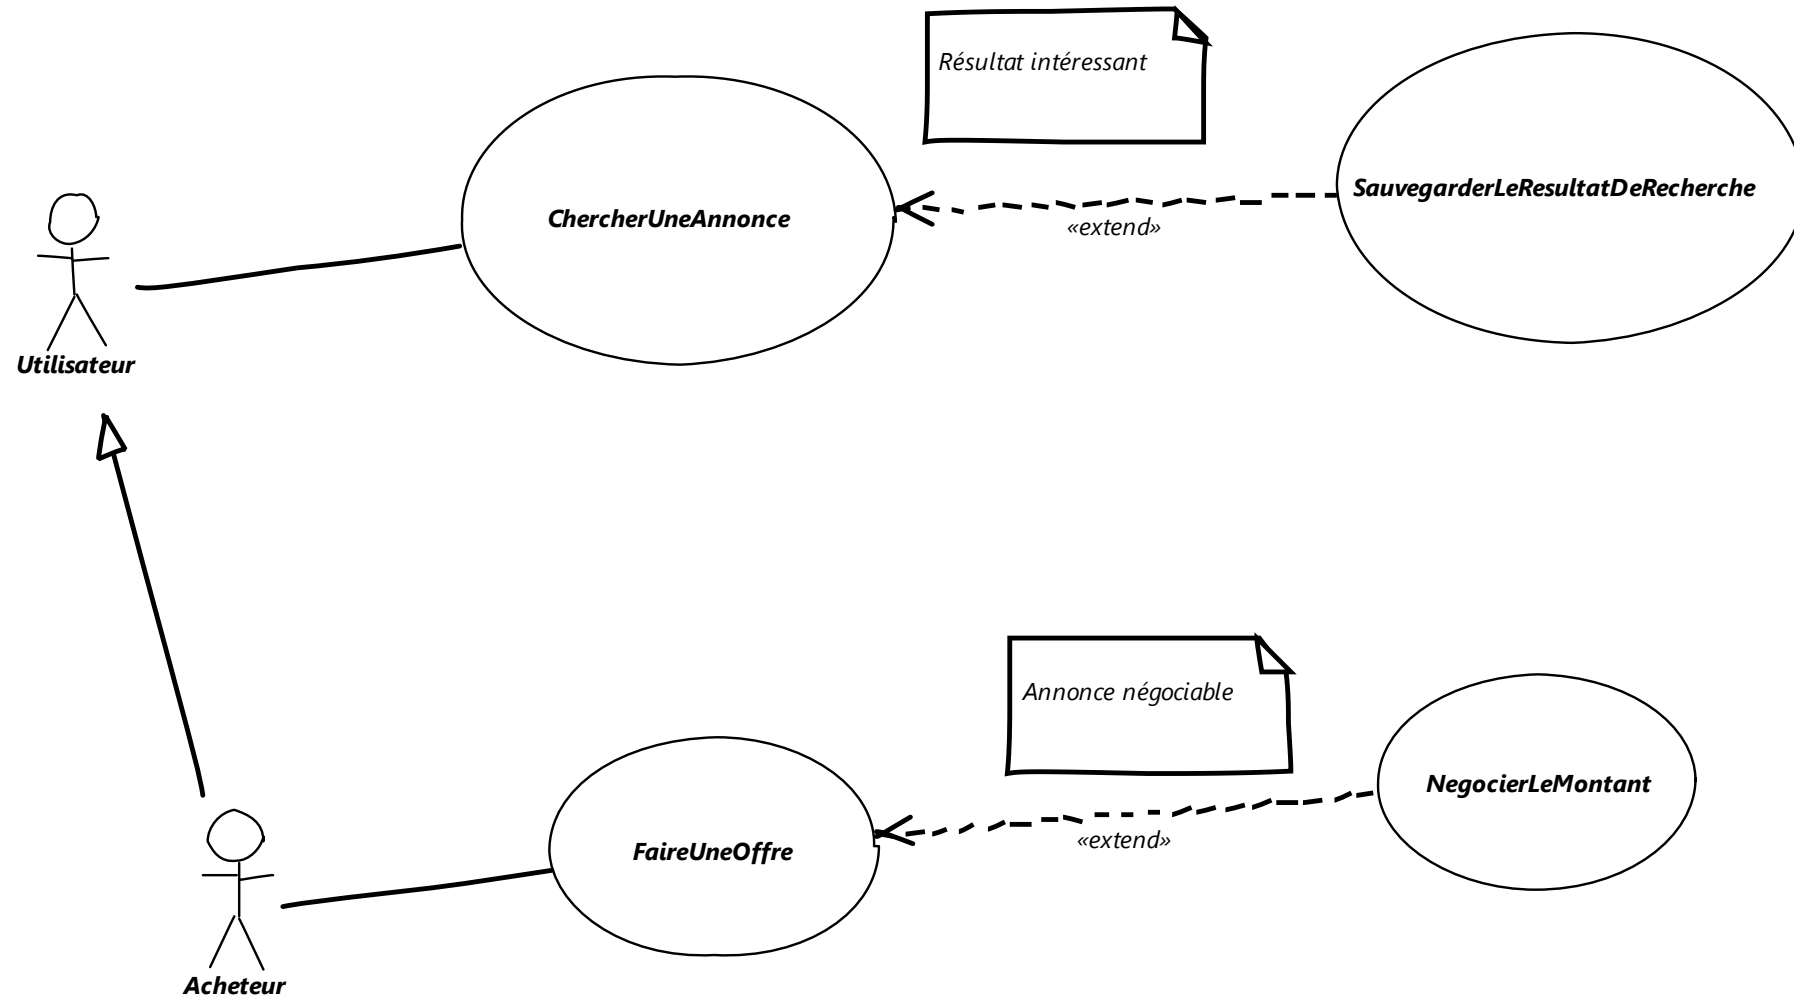 Résultat intéressant
SauvegarderLeResultatDeRecherche
ChercherUneAnnonce
«extend»
Utilisateur
Annonce négociable
NegocierLeMontant
«extend»
FaireUneOffre
Acheteur